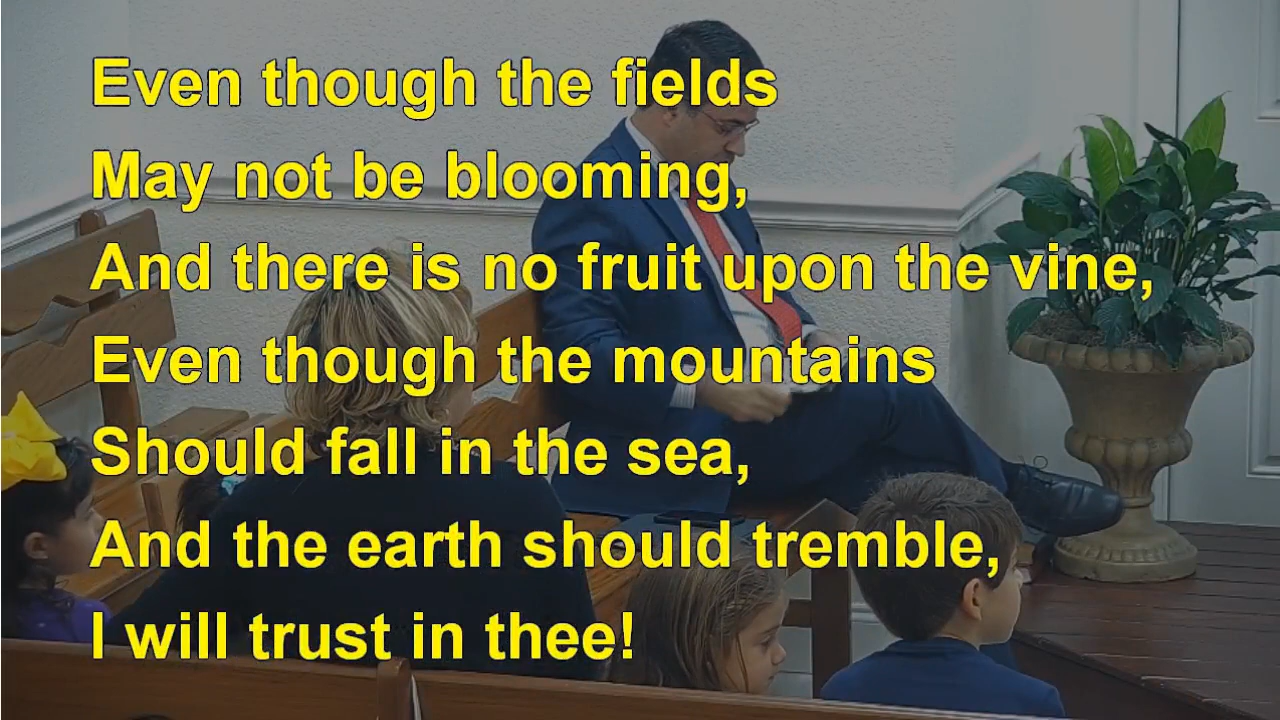 Even though the fields
May not be blooming,
And there is no fruit upon the vine,
Even though the mountains
Should fall in the sea,
And the earth should tremble,
I will trust in thee!